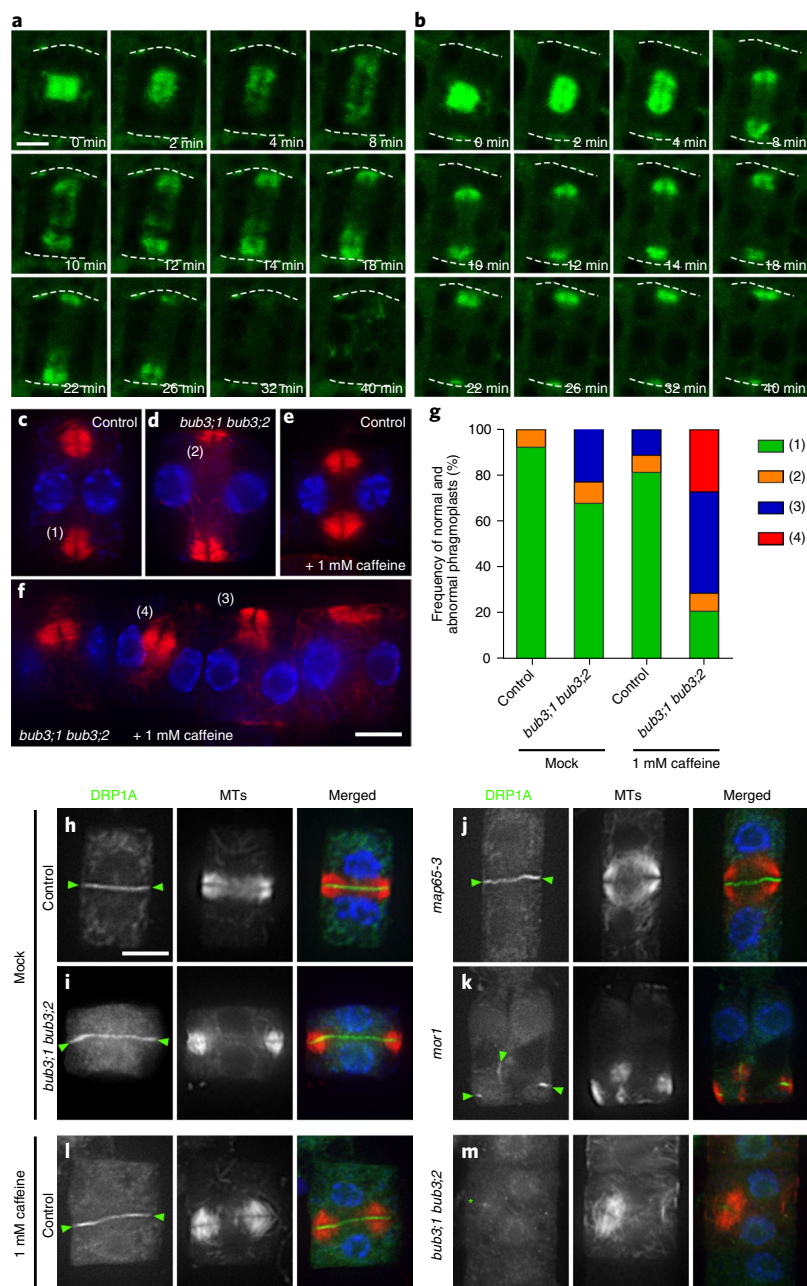 a
0 min
2 min
4 min
8 min
10 min
12 min
14 min
18 min
22 min
26 min
32 min
40 min
b
0 min
2 min
4 min
8 min
10 min
12 min
14 min
18 min
22 min
26 min
32 min
40 min
c
Control
(1)
d
bub3;1 bub3;2
(2)
e
Control
+ 1 mM caffeine
f
(4)
(3)
bub3;1 bub3;2 + 1 mM caffeine
g
Frequency of normal and
abnormal phragmoplasts (%)
100
80
60
40
20
0
Control
bub3;1 bub3;2
Control
bub3;1 bub3;2
Mock
1 mM caffeine
(1)
(2)
(3)
(4)
DRP1A MTs Merged
DRP1A MTs Merged
Mock
Control
h
bub3;1 bub3;2
i
map65-3
j
mor1
k
1 mM caffeine
Control
l
bub3;1 bub3;2
m